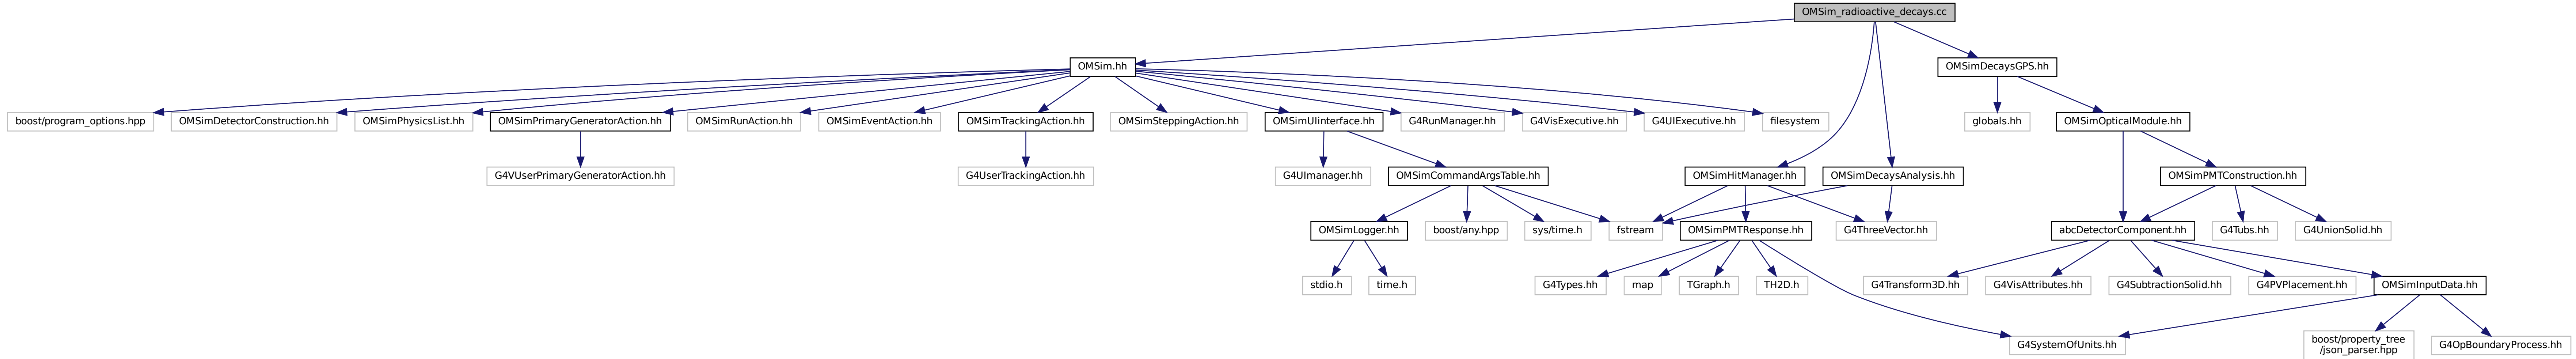 OMSim_radioactive_decays.cc
OMSim.hh
OMSimDecaysGPS.hh
boost/program_options.hpp
OMSimDetectorConstruction.hh
OMSimPhysicsList.hh
OMSimPrimaryGeneratorAction.hh
OMSimRunAction.hh
OMSimEventAction.hh
OMSimTrackingAction.hh
OMSimSteppingAction.hh
OMSimUIinterface.hh
G4RunManager.hh
G4VisExecutive.hh
G4UIExecutive.hh
filesystem
globals.hh
OMSimOpticalModule.hh
G4VUserPrimaryGeneratorAction.hh
G4UserTrackingAction.hh
G4UImanager.hh
OMSimCommandArgsTable.hh
OMSimHitManager.hh
OMSimDecaysAnalysis.hh
OMSimPMTConstruction.hh
OMSimLogger.hh
boost/any.hpp
sys/time.h
fstream
OMSimPMTResponse.hh
G4ThreeVector.hh
abcDetectorComponent.hh
G4Tubs.hh
G4UnionSolid.hh
stdio.h
time.h
G4Types.hh
map
TGraph.h
TH2D.h
G4Transform3D.hh
G4VisAttributes.hh
G4SubtractionSolid.hh
G4PVPlacement.hh
OMSimInputData.hh
G4SystemOfUnits.hh
boost/property_tree
/json_parser.hpp
G4OpBoundaryProcess.hh